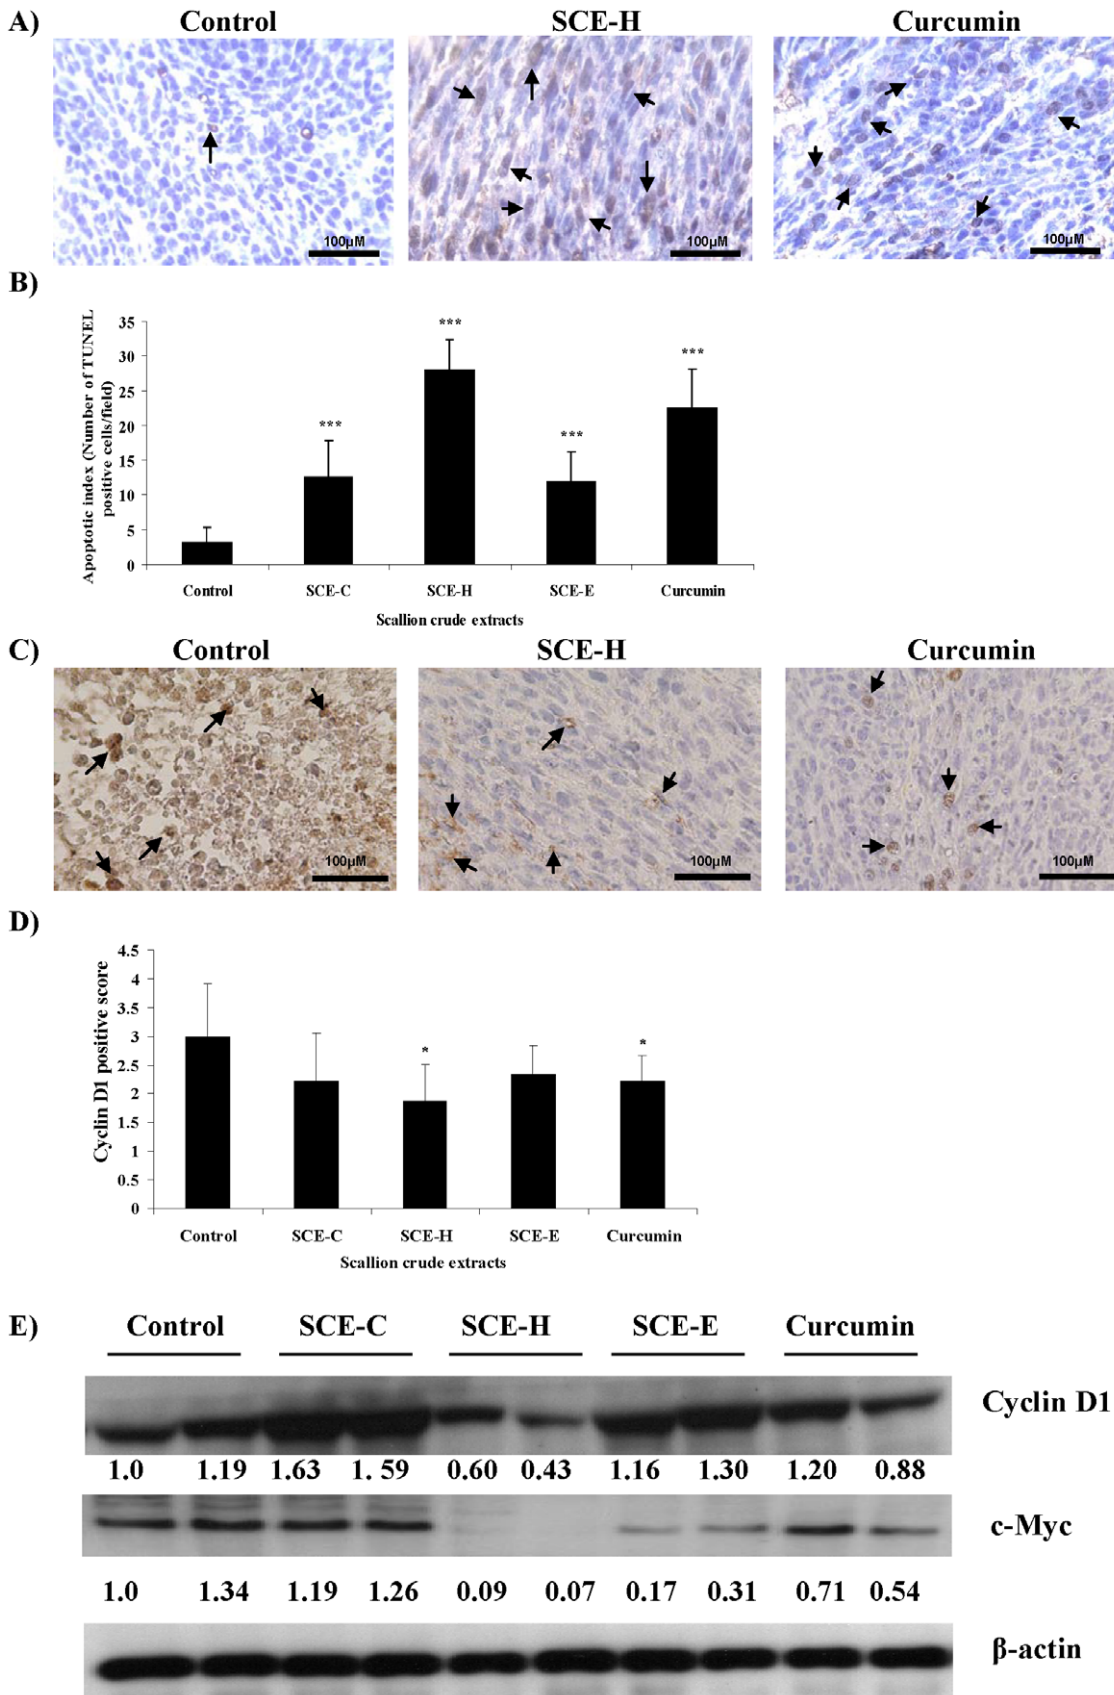 A)
Control SCE-H Curcumin
100µM 100µM 100µM
B)
Apoptotic index (Number of TUNEL
positive cells/field)
35
30
25
20
15
10
5
0
*** *** *** ***
Control SCE-C SCE-H SCE-E Curcumin
Scallion crude extracts
C)
Control SCE-H Curcumin
100µM 100µM 100µM
D)
Cyclin D1 positive score
4.5
4
3.5
3
2.5
2
1.5
1
0.5
0
* *
Control SCE-C SCE-H SCE-E Curcumin
Scallion crude extracts
E)
Control SCE-C SCE-H SCE-E Curcumin
Cyclin D1
1.0 1.19 1.63 1. 59 0.60 0.43 1.16 1.30 1.20 0.88
c-Myc
1.0 1.34 1.19 1.26 0.09 0.07 0.17 0.31 0.71 0.54
β-actin